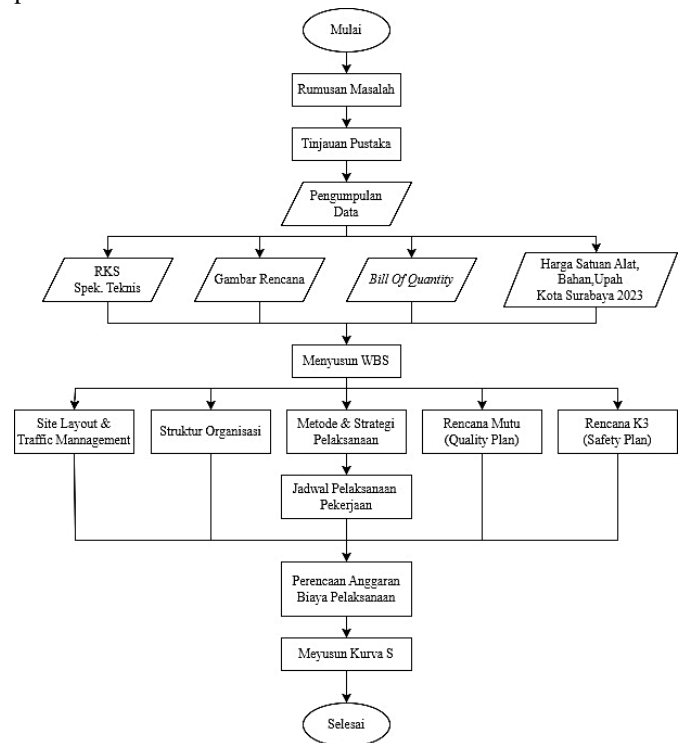 Mulai
Rumusan Masalah
Tinjauan Pustaka
Pengumpulan
Data
RKS
Spek. Teknis
Gambar Rencana
Bill Of Quantity
Harga Satuan Alat,
Bahan,Upah
Kota Surabaya 2023
Menyusun WBS
Site Layout &
Traffic Mannagement
Struktur Organisasi
Metode & Strategi
Pelaksanaan
Rencana Mutu
(Quality Plan)
Rencana K3
(Safety Plan)
Jadwal Pelaksanaan
Pekerjaan
Perencaan Anggaran
Biaya Pelaksanaan
Meyusun Kurva S
Selesai